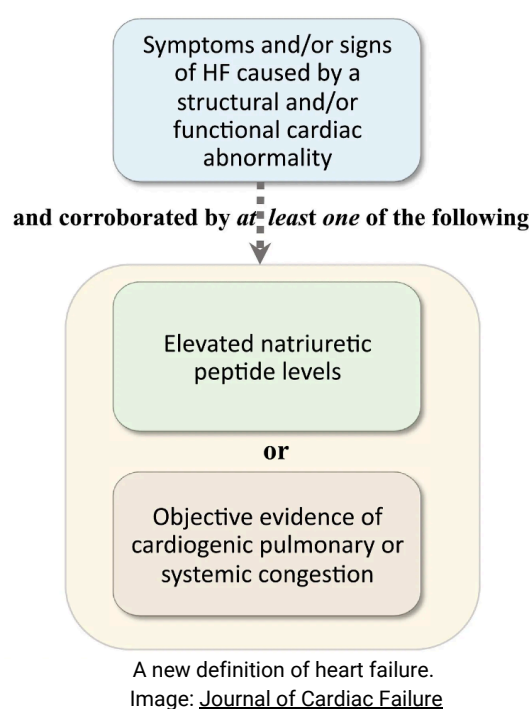 Symptoms and/or signs
of HF caused by a
structural and/or
functional cardiac
abnormality
and corroborated by at least one of the following
Elevated natriuretic
peptide levels
or
Objective evidence of
cardiogenic pulmonary or
systemic congestion
A new definition of heart failure.
Image: Journal of Cardiac Failure